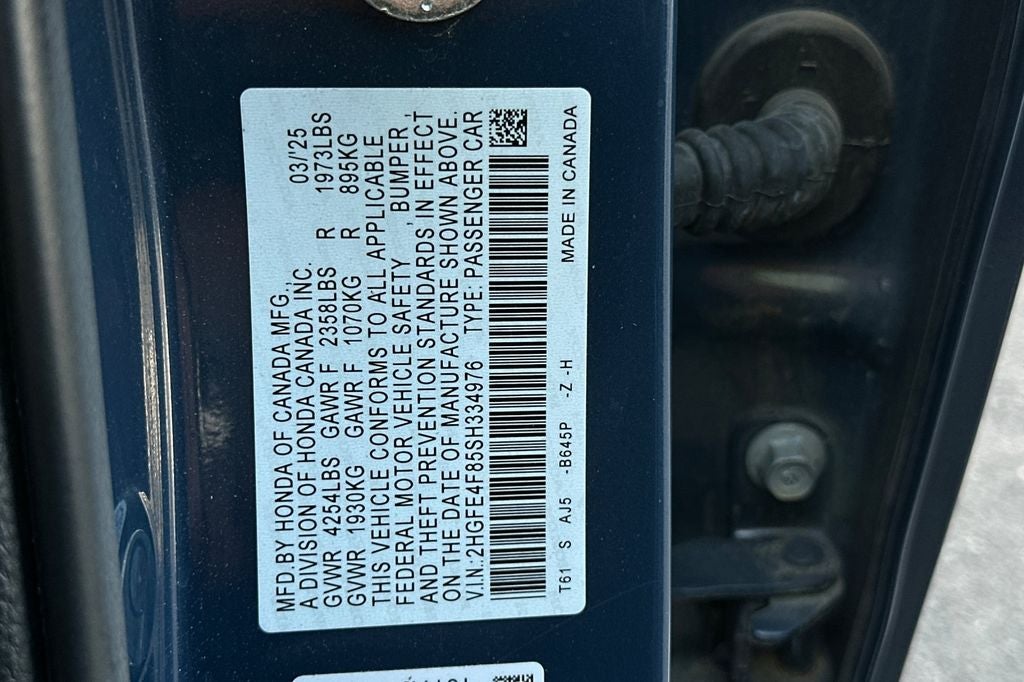 MFD.BY HONDA OF CANADA MFG., 03/25
A DIVISION OF HONDA CANADA INC.
GVWR 4254LBS GAWR F 2358LBS R 1973LBS
GVWR 1930KG GAWR F 1070KG R 895KG
THIS VEHICLE CONFORMS TO ALL APPLICABLE
FEDERAL MOTOR VEHICLE SAFETY , BUMPER ,
AND THEFT PREVENTION STANDARDS IN EFFECT
ON THE DATE OF MANUFACTURE SHOWN ABOVE.
V.I.N.:2HGFE4F85SH334976 TYPE: PASSENGER CAR
T61 S AJ5 -B645P -Z -H MADE IN CANADA